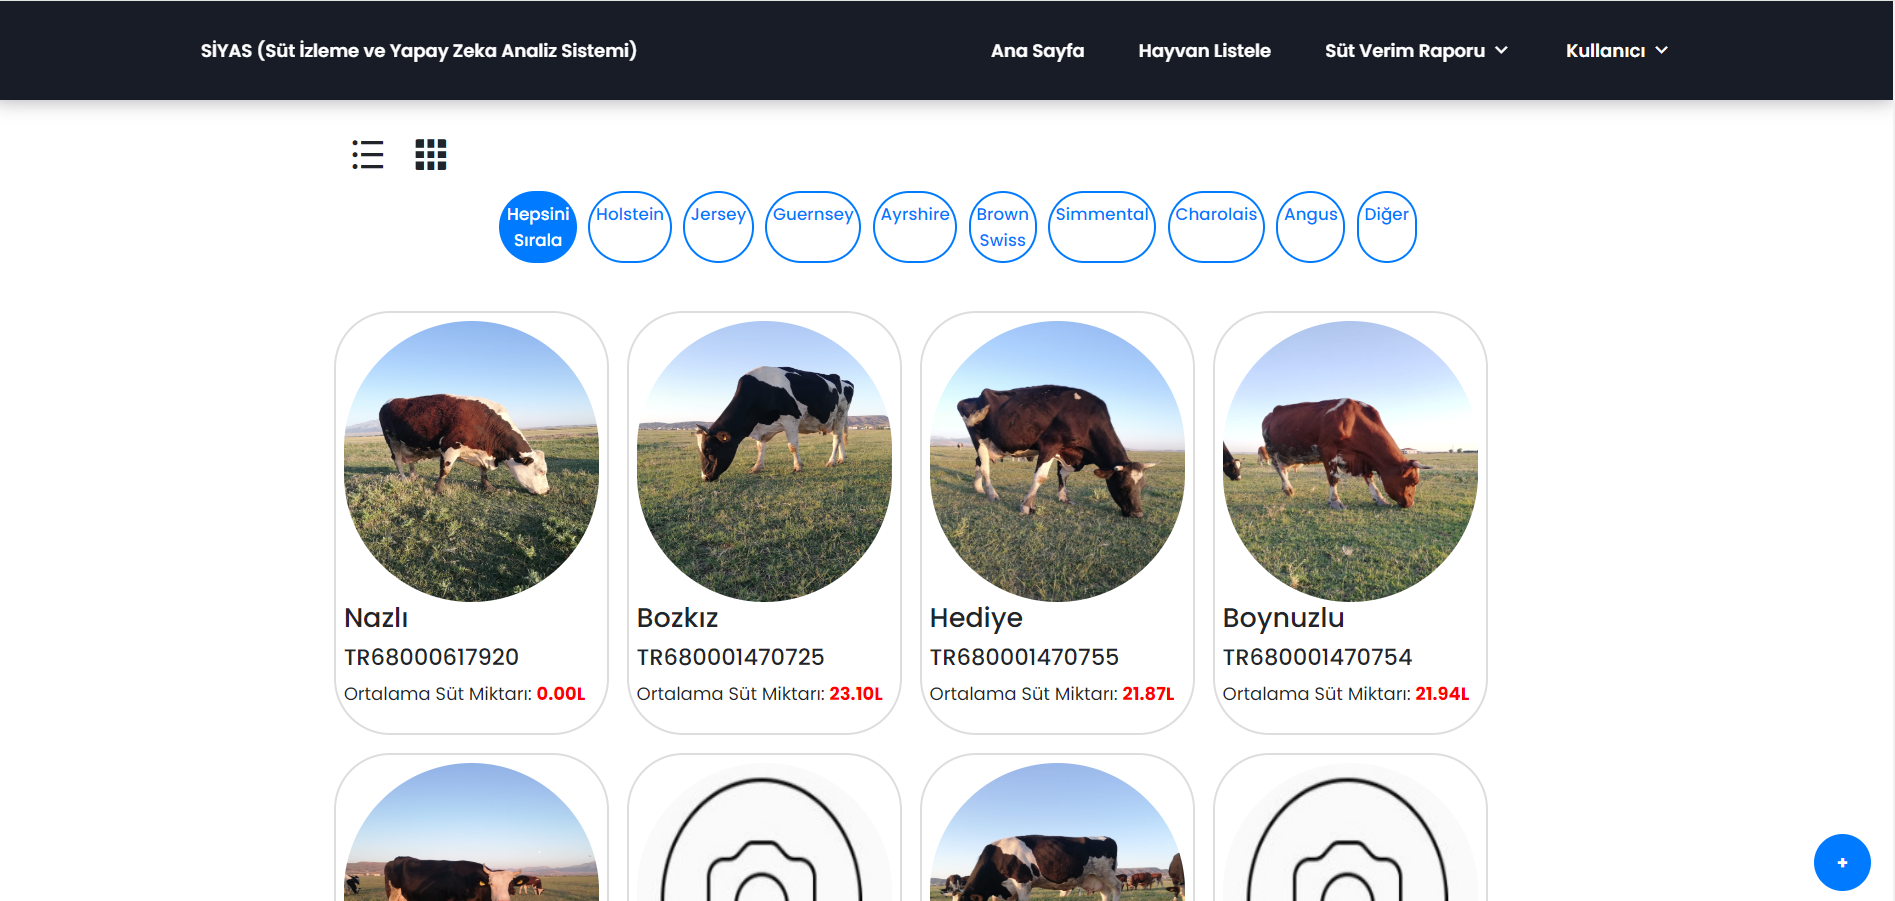 SİYAS (Süt İzleme ve Yapay Zeka Analiz Sistemi) Ana Sayfa Hayvan Listele Süt Verim Raporu Kullanıcı
Hepsini Sırala
Holstein
Jersey
Guernsey
Ayrshire
Brown Swiss
Simmental
Charolais
Angus
Diğer
Nazlı
TR68000617920
Ortalama Süt Miktarı: 0.00L
Bozkız
TR680001470725
Ortalama Süt Miktarı: 23.10L
Hediye
TR680001470755
Ortalama Süt Miktarı: 21.87L
Boynuzlu
TR680001470754
Ortalama Süt Miktarı: 21.94L
+